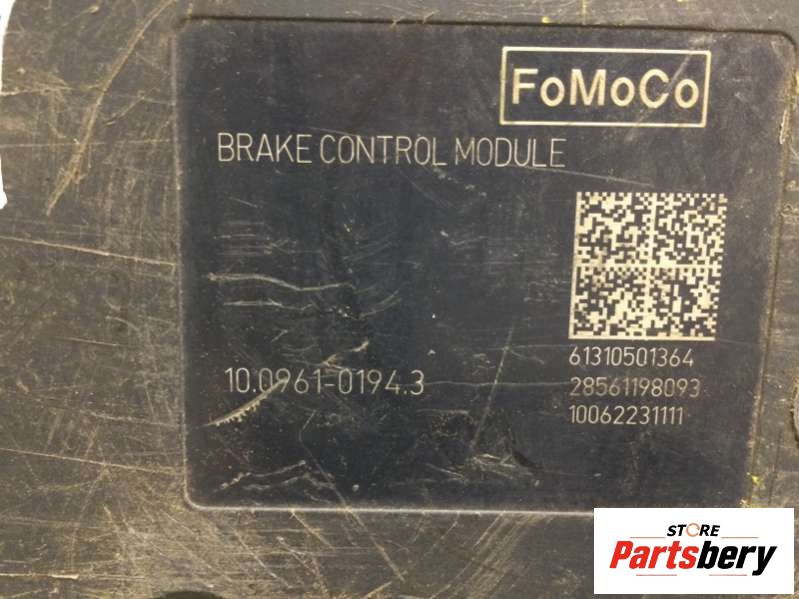 FoMoCo
BRAKE CONTROL MODULE
61310501364
10.0961-0194.3
28561198093
10062231111
STORE
Partsbery